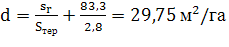 d = sг/Sтер + 83,3/2,8 = 29,75 м²/га